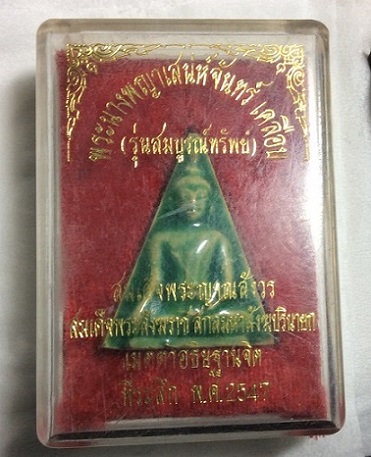 พระนางพญาเสน่ห์จันทร์ เคลือบ
(รุ่นสมบูรณ์ทรัพย์)
สมเด็จพระญาณสังวร
สมเด็จพระสังฆราช สกลมหาสังฆปรินายก
เมตตาอธิษฐานจิต
ที่ระลึก พ.ศ.2547